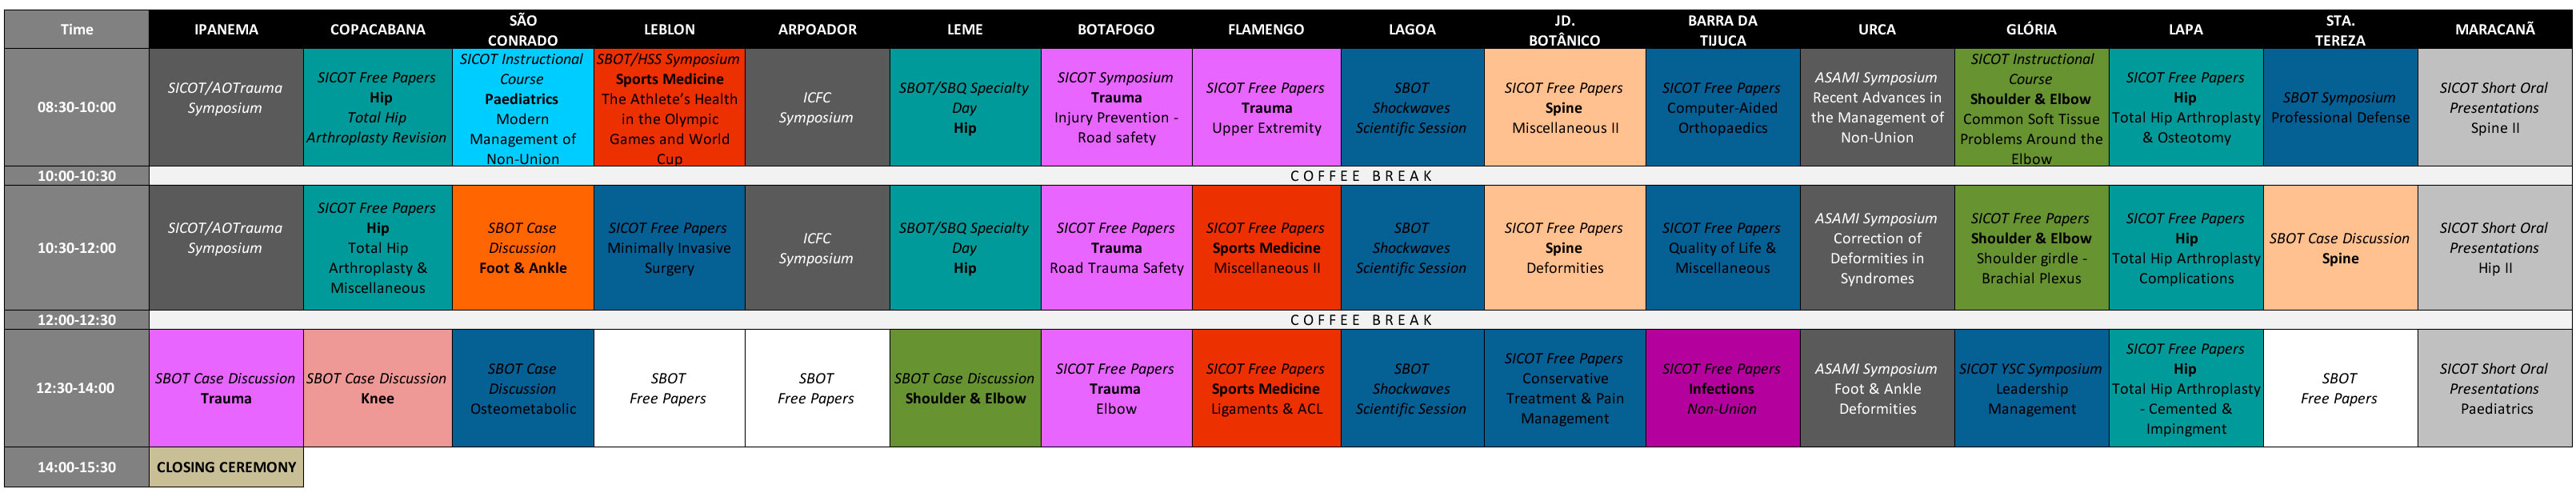 Time
IPANEMA
COPACABANA
SÃO
CONRADO
LEBLON
ARPOADOR
LEME
BOTAFOGO
FLAMENGO
LAGOA
JD.
BOTÂNICO
BARRA DA
TIJUCA
URCA
GLÓRIA
LAPA
STA.
TEREZA
MARACANÃ
08:30-10:00
SICOT/AOTrauma
Symposium
SICOT Free Papers
Hip
Total Hip
Arthroplasty Revision
SICOT Instructional
Course
Paediatrics
Modern
Management of
Non-Union
SBOT/HSS Symposium
Sports Medicine
The Athlete's Health
in the Olympic
Games and World
Cup
ICFC
Symposium
SBOT/SBQ Specialty
Day
Hip
SICOT Symposium
Trauma
Injury Prevention -
Road safety
SICOT Free Papers
Trauma
Upper Extremity
SBOT
Shockwaves
Scientific Session
SICOT Free Papers
Spine
Miscellaneous II
SICOT Free Papers
Computer-Aided
Orthopaedics
ASAMI Symposium
Recent Advances in
the Management of
Non-Union
SICOT Instructional
Course
Shoulder & Elbow
Common Soft Tissue
Problems Around the
Elbow
SICOT Free Papers
Hip
Total Hip Arthroplasty
& Osteotomy
SBOT Symposium
Professional Defense
SICOT Short Oral
Presentations
Spine II
10:00-10:30
COFFEE BREAK
10:30-12:00
SICOT/AOTrauma
Symposium
SICOT Free Papers
Hip
Total Hip
Arthroplasty &
Miscellaneous
SBOT Case
Discussion
Foot & Ankle
SICOT Free Papers
Minimally Invasive
Surgery
ICFC
Symposium
SBOT/SBQ Specialty
Day
Hip
SICOT Free Papers
Trauma
Road Trauma Safety
SICOT Free Papers
Sports Medicine
Miscellaneous II
SBOT
Shockwaves
Scientific Session
SICOT Free Papers
Spine
Deformities
SICOT Free Papers
Quality of Life &
Miscellaneous
ASAMI Symposium
Correction of
Deformities in
Syndromes
SICOT Free Papers
Shoulder & Elbow
Shoulder girdle -
Brachial Plexus
SICOT Free Papers
Hip
Total Hip Arthroplasty
Complications
SBOT Case Discussion
Spine
SICOT Short Oral
Presentations
Hip II
12:00-12:30
COFFEE BREAK
12:30-14:00
SBOT Case Discussion
Trauma
SBOT Case Discussion
Knee
SBOT Case
Discussion
Osteometabolic
SBOT
Free Papers
SBOT
Free Papers
SBOT Case Discussion
Shoulder & Elbow
SICOT Free Papers
Trauma
Elbow
SICOT Free Papers
Sports Medicine
Ligaments & ACL
SBOT
Shockwaves
Scientific Session
SICOT Free Papers
Conservative
Treatment & Pain
Management
SICOT Free Papers
Infections
Non-Union
ASAMI Symposium
Foot & Ankle
Deformities
SICOT YSC Symposium
Leadership
Management
SICOT Free Papers
Hip
Total Hip Arthroplasty
- Cemented &
Impingment
SBOT
Free Papers
SICOT Short Oral
Presentations
Paediatrics
14:00-15:30
CLOSING CEREMONY